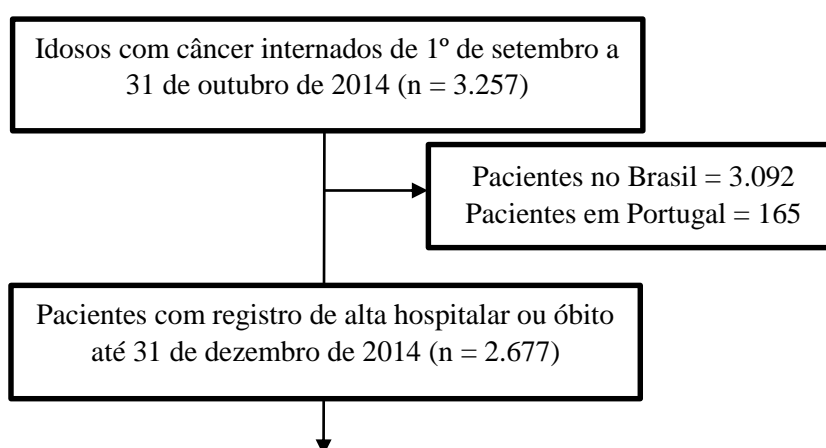 Idosos com câncer internados de 1º de setembro a
31 de outubro de 2014 (n = 3.257)
Pacientes no Brasil = 3.092
Pacientes em Portugal = 165
Pacientes com registro de alta hospitalar ou óbito
até 31 de dezembro de 2014 (n = 2.677)